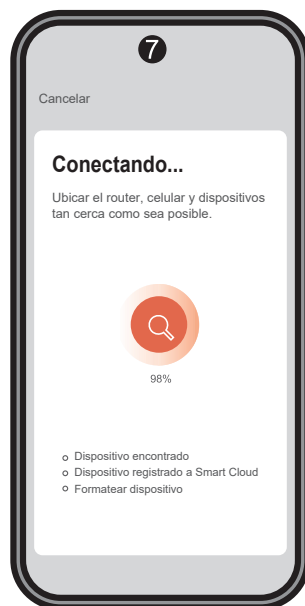 7
Cancelar
Conectando...
Ubicar el router, celular y dispositivos
tan cerca como sea posible.
98%
Dispositivo encontrado
Dispositivo registrado a Smart Cloud
Formatear dispositivo